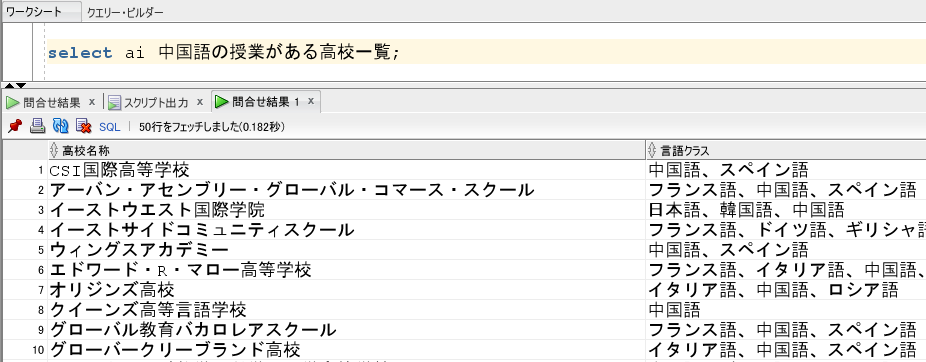 ワークシート クエリー・ビルダー
select ai 中国語の授業がある高校一覧;
問合せ結果 x スクリプト出力 x 問合せ結果 1 x
SQL 50行をフェッチしました(0.182秒)
高校名称 言語クラス
1 CSI国際高等学校 中国語、スペイン語
2 アーバン・アセンブリー・グローバル・コマース・スクール フランス語、中国語、スペイン語
3 イーストウエスト国際学院 日本語、韓国語、中国語
4 イーストサイドコミュニティスクール フランス語、ドイツ語、ギリシャ語
5 ウィングスアカデミー 中国語、スペイン語
6 エドワード・R・マロー高等学校 フランス語、イタリア語、中国語、
7 オリジンズ高校 イタリア語、中国語、ロシア語
8 クイーンズ高等言語学校 中国語
9 グローバル教育バカロレアスクール フランス語、中国語、スペイン語
10 グローバークリーブランド高校 イタリア語、中国語、スペイン語